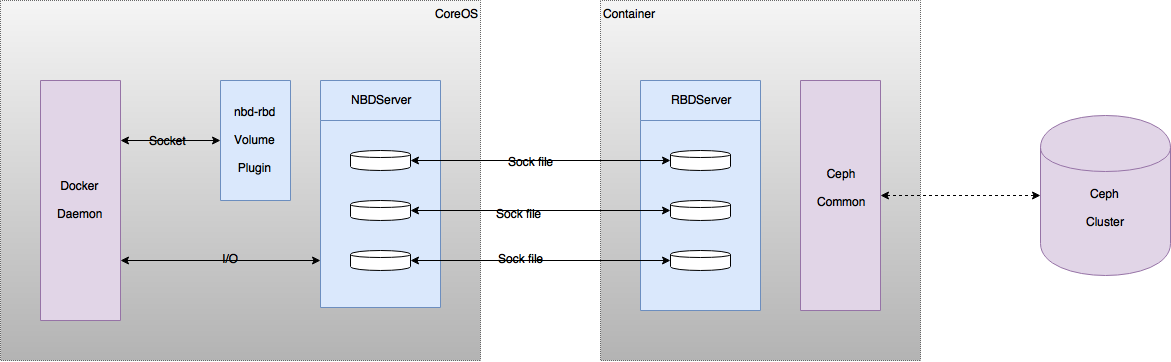 CoreOS
Container
Docker
Daemon
Socket
nbd-rbd
Volume
Plugin
I/O
NBDServer
Sock file
Sock file
Sock file
RBDServer
Ceph
Common
Ceph
Cluster